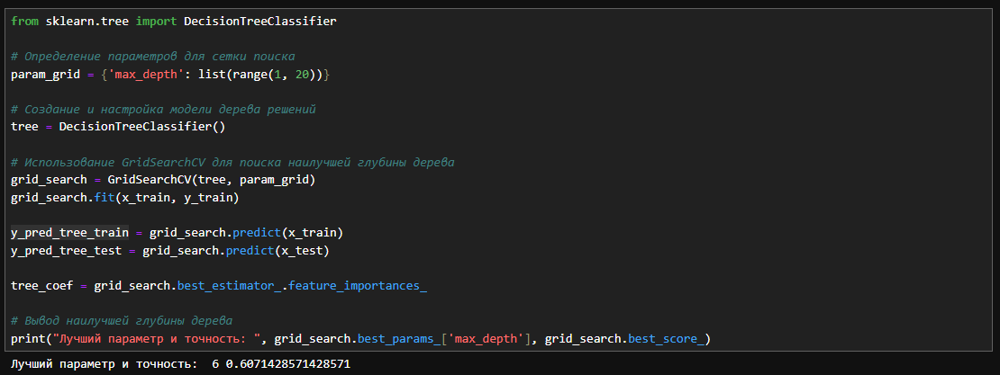 from sklearn.tree import DecisionTreeClassifier
# Определение параметров для сетки поиска
param_grid = {'max_depth': list(range(1, 20))}
# Создание и настройка модели дерева решений
tree = DecisionTreeClassifier()
# Использование GridSearchCV для поиска наилучшей глубины дерева
grid_search = GridSearchCV(tree, param_grid)
grid_search.fit(x_train, y_train)
y_pred_tree_train = grid_search.predict(x_train)
y_pred_tree_test = grid_search.predict(x_test)
tree_coef = grid_search.best_estimator_.feature_importances_
# Вывод наилучшей глубины дерева
print("Лучший параметр и точность: ", grid_search.best_params_['max_depth'], grid_search.best_score_)
Лучший параметр и точность:  6 0.6071428571428571